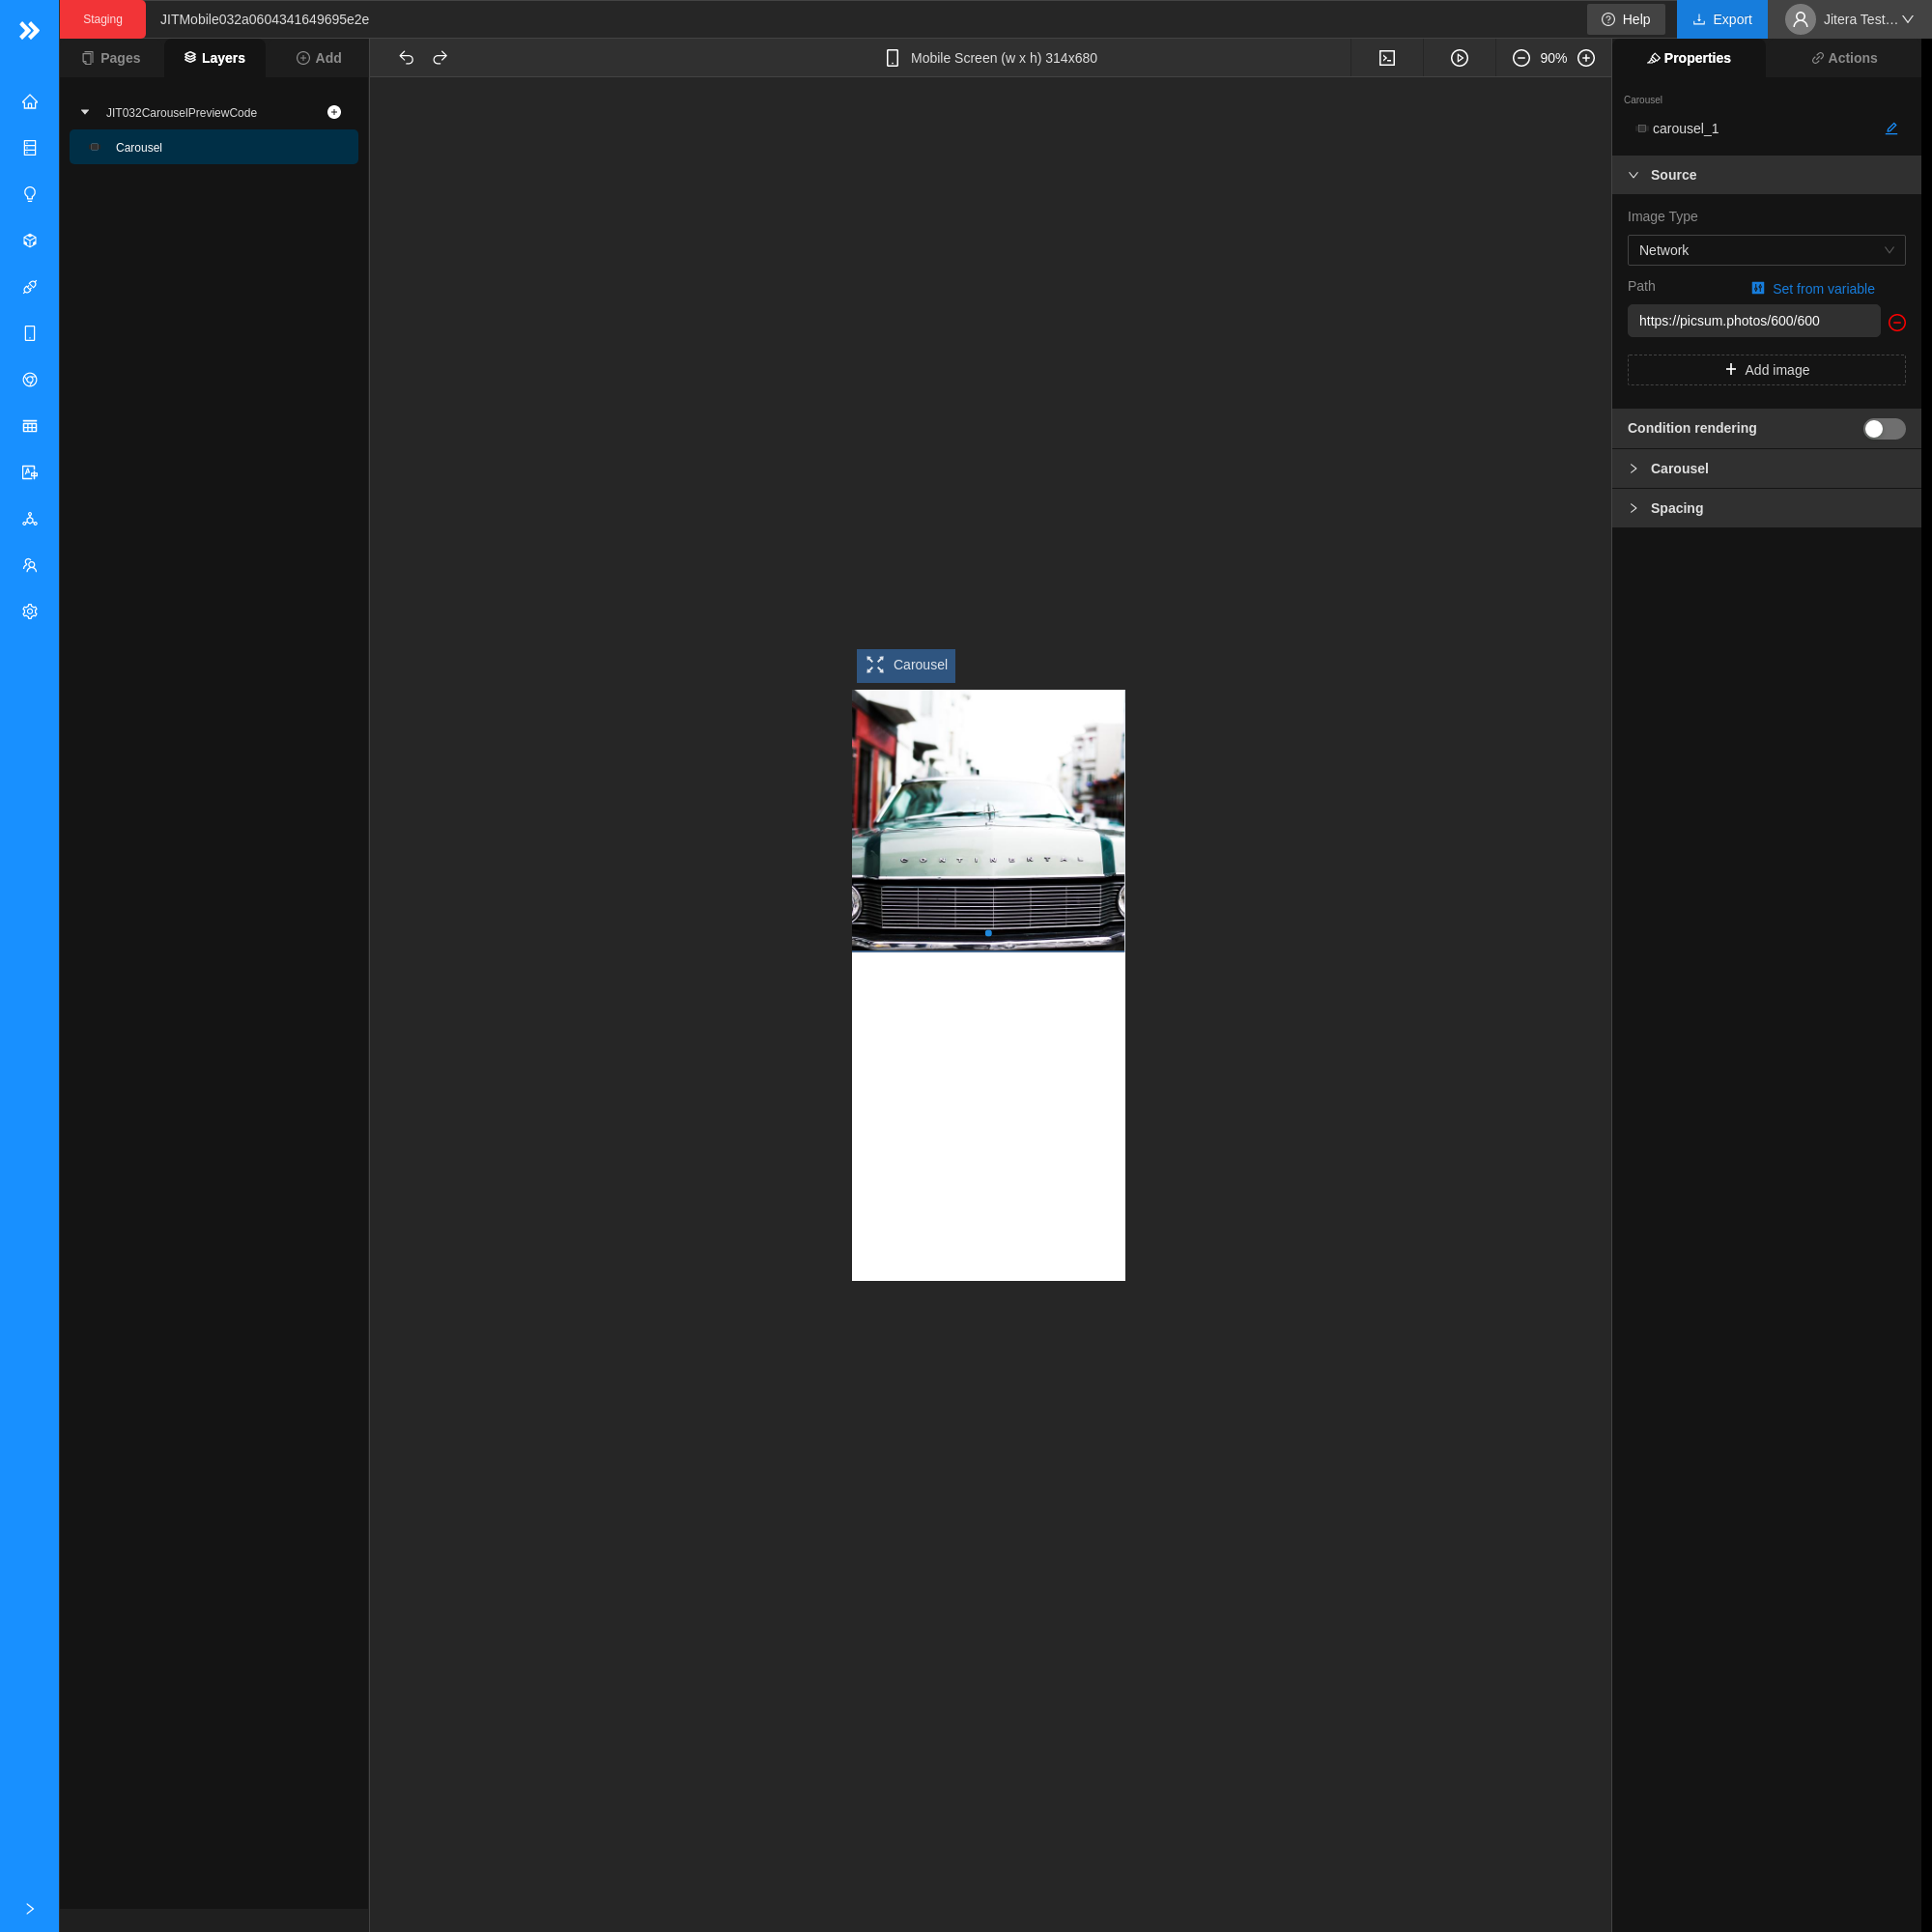 Staging
JITMobile032a0604341649695e2e
Help
Export
Jitera Test…
Pages
Layers
Add
Mobile Screen (w x h) 314x680
90%
Properties
Actions
JIT032CarouselPreviewCode
Carousel
Carousel
carousel_1
Source
Image Type
Network
Path
Set from variable
https://picsum.photos/600/600
Add image
Condition rendering
Carousel
Spacing
Carousel
CONTINENTAL